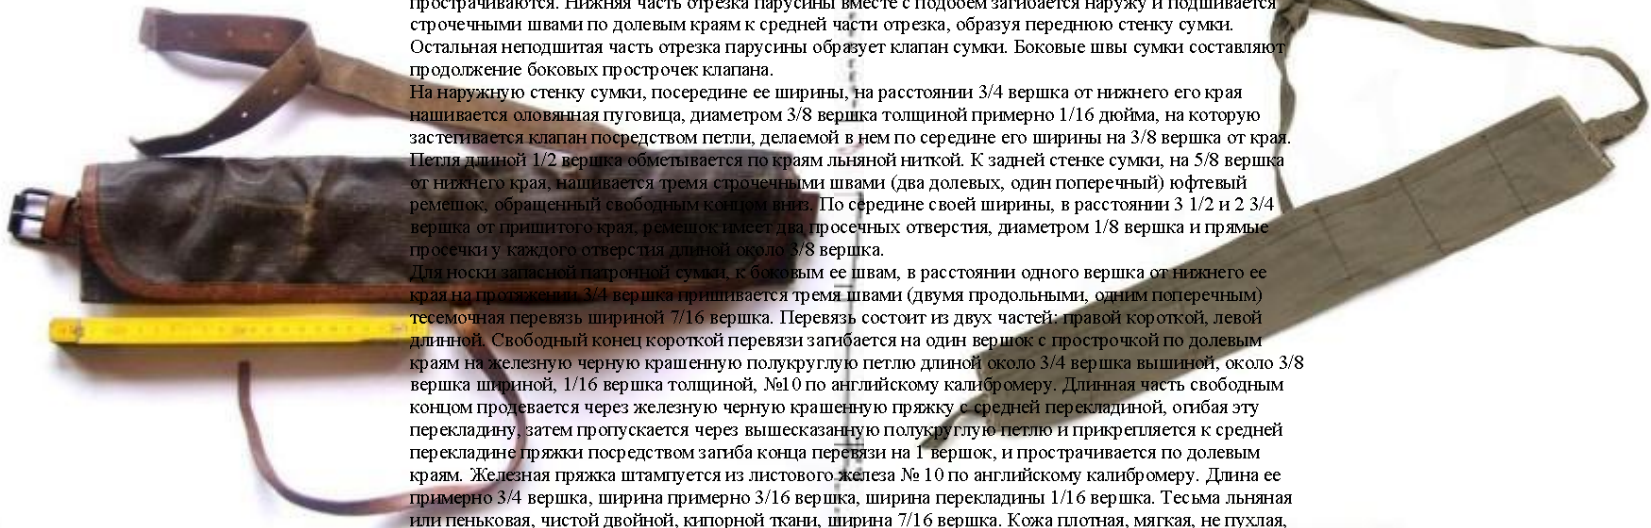 прострачиваются. Нижняя часть отрезка парусины вместе с подбоем загибается наружу и подшивается
строчечными швами по долевым краям к средней части отрезка, образуя переднюю стенку сумки.
Остальная неподшитая часть отрезка парусины образует клапан сумки. Боковые швы сумки составляют
продолжение боковых прострочек клапана.
На наружную стенку сумки, посередине ее ширины, на расстоянии 3/4 вершка от нижнего его края
нашивается оловянная пуговица, диаметром 3/8 вершка толщиной примерно 1/16 дюйма, на которую
застегивается клапан посредством петли, делаемой в нем по середине его ширины на 3/8 вершка от края.
Петля длиной 1/2 вершка обметывается по краям льняной ниткой. К задней стенке сумки, на 5/8 вершка
от нижнего края, нашивается тремя строчечными швами (два долевых, один поперечный) юфтевый
ремешок, обращенный свободным концом вниз. По середине своей ширины, в расстоянии 3 1/2 и 2 3/4
вершка от пришитого края, ремешок имеет два просечных отверстия, диаметром 1/8 вершка и прямые
просечки у каждого отверстия длиной около 3/8 вершка.
Для носки запасной патронной сумки, к боковым ее швам, в расстоянии одного вершка от нижнего ее
края на протяжении 3/4 вершка пришивается тремя швами (двумя продольными, одним поперечным)
тесемочная перевязь шириной 7/16 вершка. Перевязь состоит из двух частей: правой короткой, левой
длинной. Свободный конец короткой перевязи загибается на один вершок с прострочкой по долевым
краям на железную черную крашенную полукруглую петлю длиной около 3/4 вершка вышиной, около 3/8
вершка шириной, 1/16 вершка толщиной, №10 по английскому калибромеру. Длинная часть свободным
концом продевается через железную черную крашенную пряжку с средней перекладиной, огибая эту
перекладину, затем пропускается через вышесказанную полукруглую петлю и прикрепляется к средней
перекладине пряжки посредством загиба конца перевязи на 1 вершок, и прострачивается по долевым
краям. Железная пряжка штампуется из листового железа № 10 по английскому калибромеру. Длина ее
примерно 3/4 вершка, ширина примерно 3/16 вершка, ширина перекладины 1/16 вершка. Тесьма льняная
или пеньковая, чистой двойной, кипорной ткани, ширина 7/16 вершка. Кожа плотная, мягкая, не пухлая,